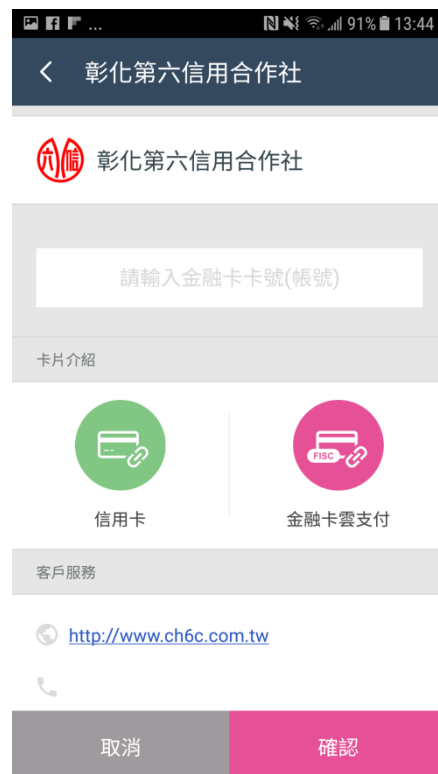 ... 91% 13:44
彰化第六信用合作社
六信 彰化第六信用合作社
請輸入金融卡卡號(帳號)
卡片介紹
FISC
信用卡 金融卡雲支付
客戶服務
http://www.ch6c.com.tw
取消 確認